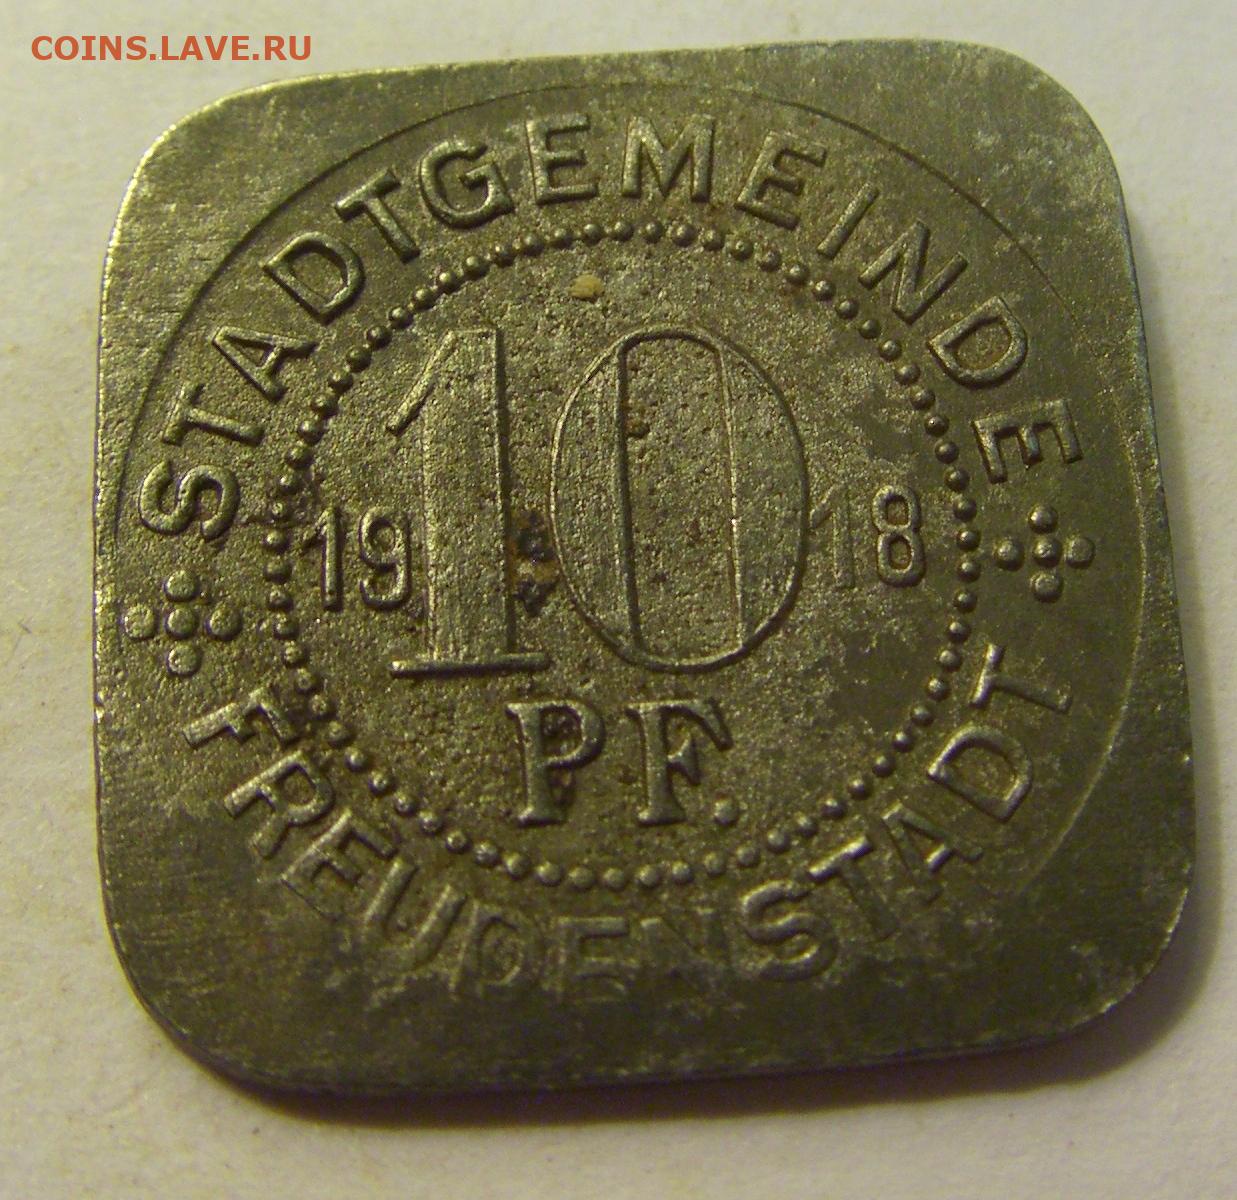 COINS.LAVE.RU
STADTGEMEINDE
19 10 18
PF.
FREUDENSTADT